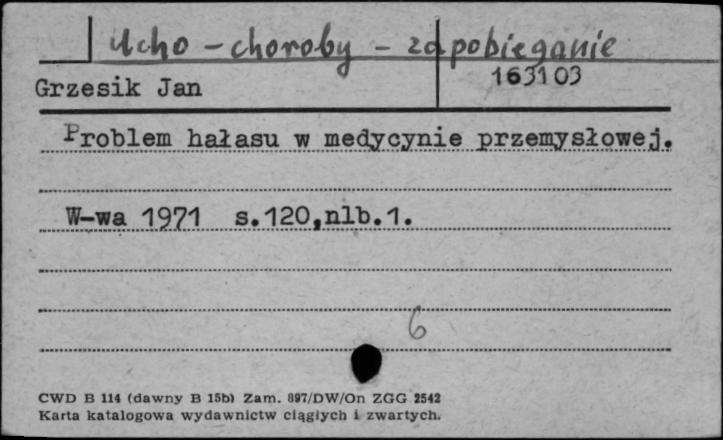 Ucho - choroby - zapobieganie
163103
Grzesik Jan
Problem hałasu w medycynie przemysłowej.
W-wa 1971 s.120,nlb.1.
6
CWD B 114 (dawny B 15b) Zam. 897/DW/On ZGG 2542
Karta katalogowa wydawnictw ciągłych i zwartych.